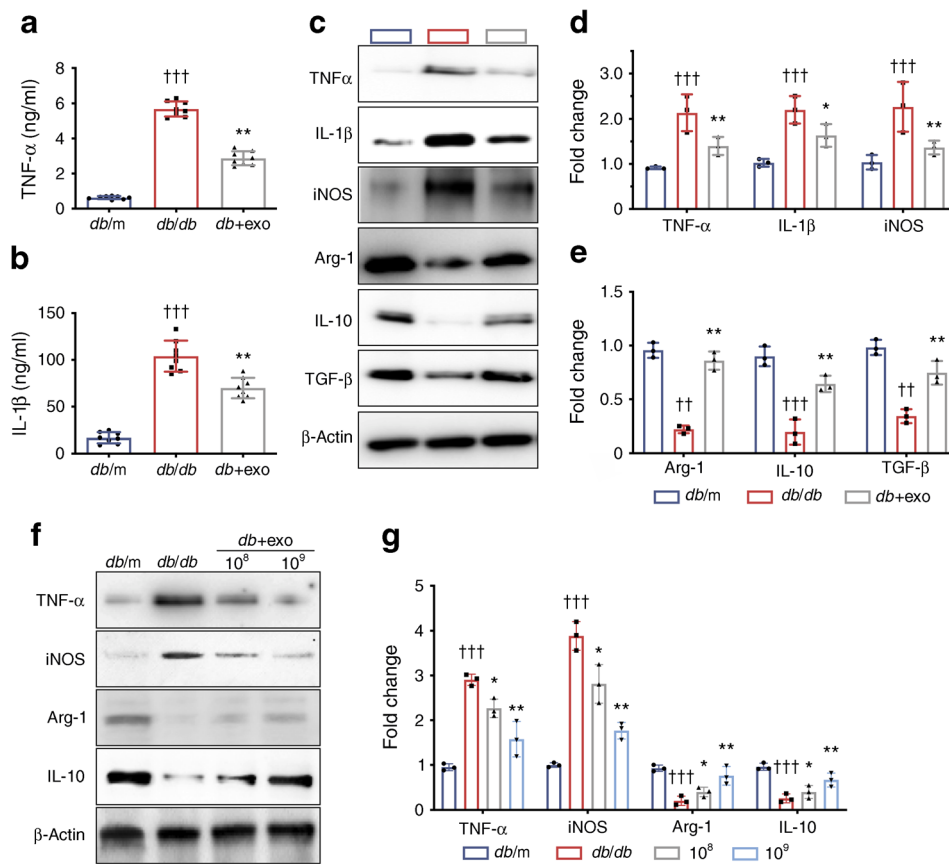 a
TNF-α (ng/ml)
8
6
4
2
0
†††
**
db/m
db/db
db+exo
b
IL-1β (ng/ml)
150
100
50
0
†††
**
db/m
db/db
db+exo
c
TNFα
IL-1β
iNOS
Arg-1
IL-10
TGF-β
β-Actin
d
Fold change
3.0
2.0
1.0
0
††† ** ††† * ††† **
TNF-α IL-1β iNOS
e
Fold change
1.5
1.0
0.5
0
†† ** ††† ** †† **
Arg-1 IL-10 TGF-β
db/m db/db db+exo
f
db+exo
db/m db/db 10⁸ 10⁹
TNF-α
iNOS
Arg-1
IL-10
β-Actin
g
Fold change
5
4
3
2
1
0
††† * ** ††† * ** ††† * ** ††† * **
TNF-α iNOS Arg-1 IL-10
db/m db/db 10⁸ 10⁹